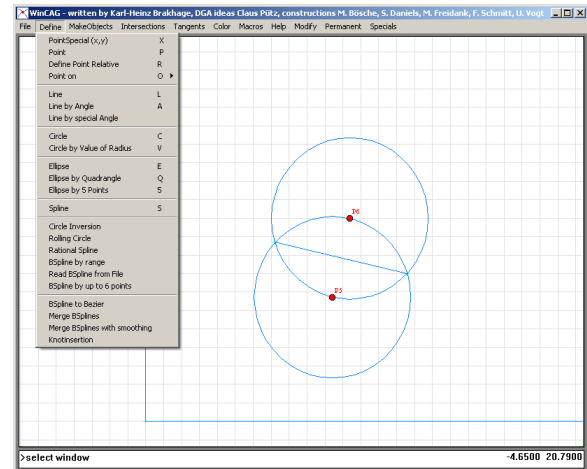 WinCAG - written by Karl-Heinz Brakhage, DGA ideas Claus Pütz, constructions M. Bösche, S. Daniels, M. Freidank, F. Schmitt, U. Vogt
File Define MakeObjects Intersections Tangents Color Macros Help Modify Permanent Specials
PointSpecial (x,y) X
Point P
Define Point Relative R
Point on O
Line L
Line by Angle A
Line by special Angle
Circle C
Circle by Value of Radius V
Ellipse E
Ellipse by Quadrangle Q
Ellipse by 5 Points 5
Spline S
Circle Inversion
Rolling Circle
Rational Spline
BSpline by range
Read BSpline from File
BSpline by up to 6 points
BSpline to Bezier
Merge BSplines
Merge BSplines with smoothing
Knotinsertion
P6
P5
>select window -4.6500 20.7900